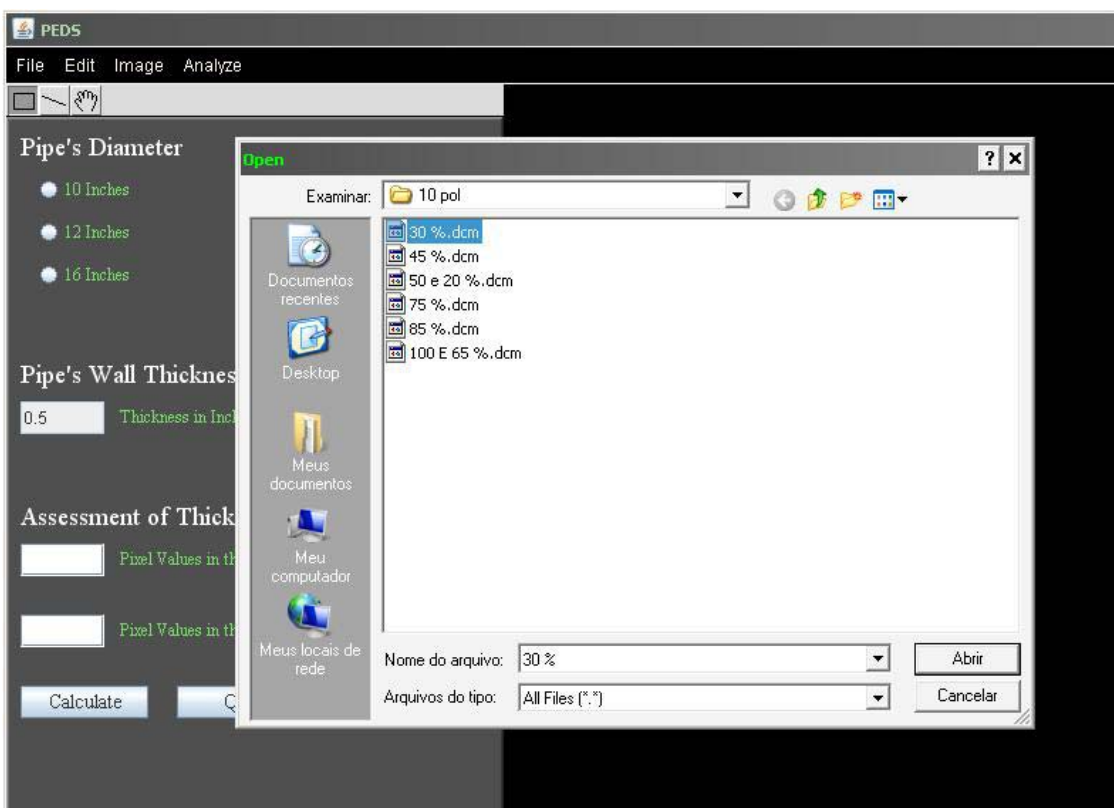 PEDS
File Edit Image Analyze
Pipe's Diameter
10 Inches
12 Inches
16 Inches
Pipe's Wall Thicknes
0.5 Thickness in Incl
Assessment of Thick
Pixel Values in th
Pixel Values in th
Calculate Q
Open
Examinar: 10 pol
Documentos
recentes
Desktop
Meus
documentos
Meu
computador
Meus locais de
rede
30 %.dcm
45 %.dcm
50 e 20 %.dcm
75 %.dcm
85 %.dcm
100 E 65 %.dcm
Nome do arquivo: 30 % Abrir
Arquivos do tipo: All Files (*.*) Cancelar